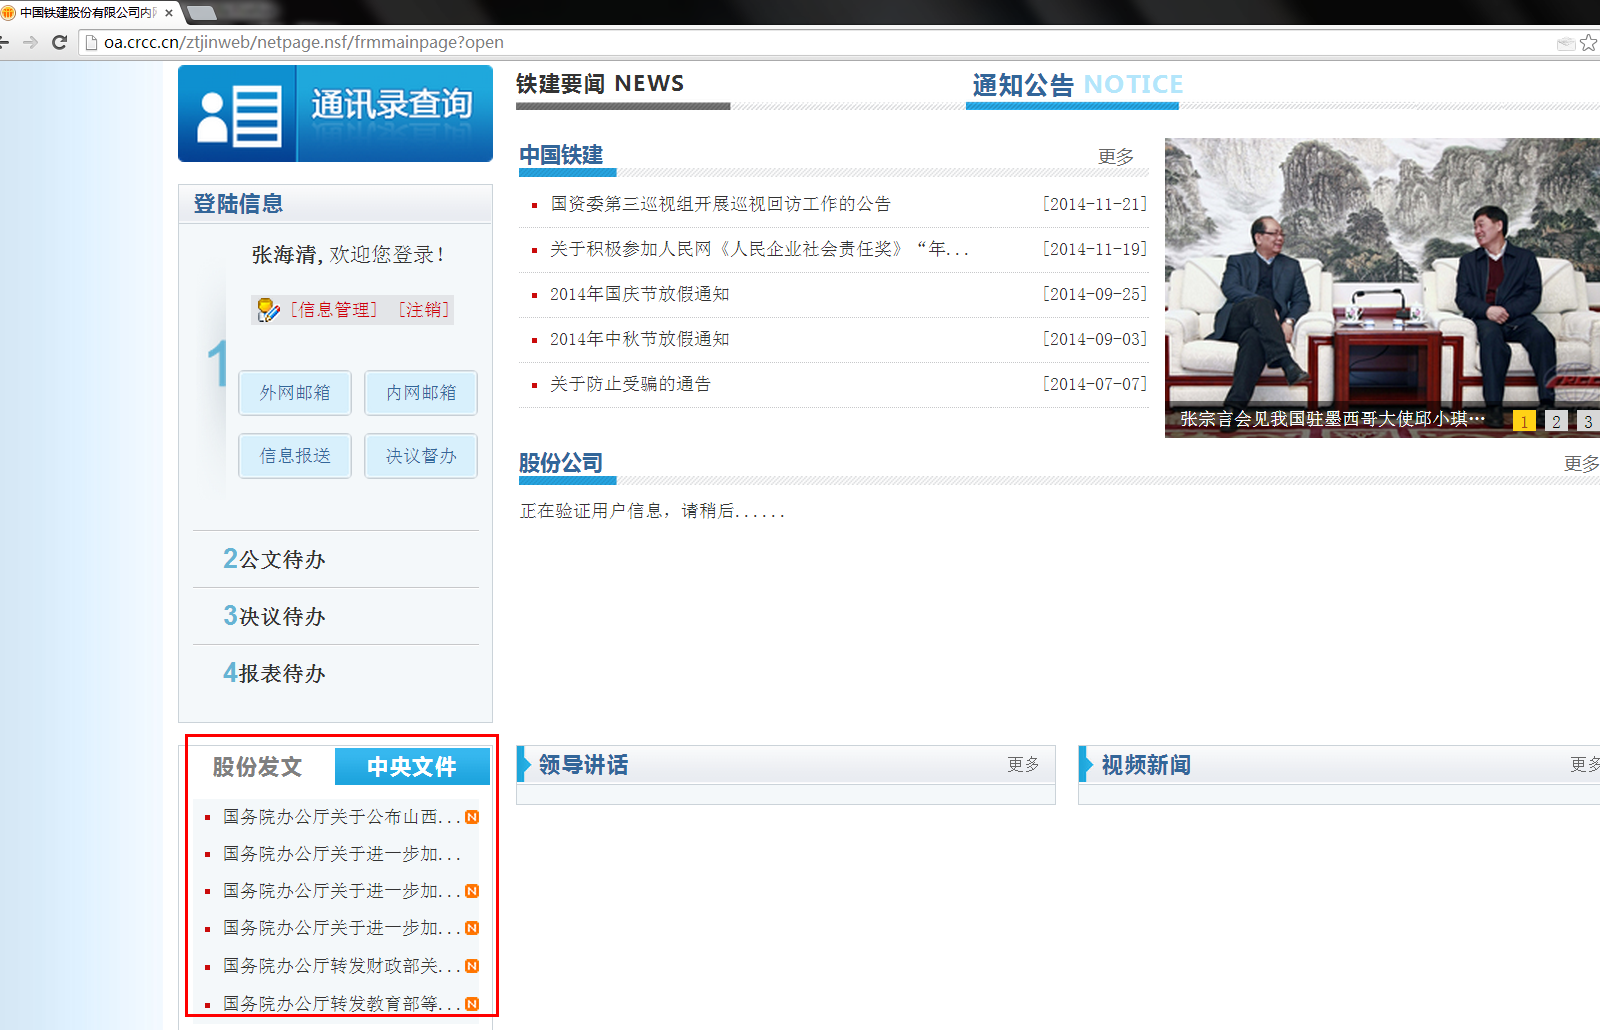 中国铁建股份有限公司内
oa.crcc.cn/ztjinweb/netpage.nsf/frmmainpage?open
通讯录查询
登陆信息
张海清, 欢迎您登录！
[信息管理] [注销]
1
外网邮箱 内网邮箱
信息报送 决议督办
2公文待办
3决议待办
4报表待办
铁建要闻 NEWS
通知公告 NOTICE
中国铁建 更多
国资委第三巡视组开展巡视回访工作的公告 [2014-11-21]
关于积极参加人民网《人民企业社会责任奖》“年... [2014-11-19]
2014年国庆节放假通知 [2014-09-25]
2014年中秋节放假通知 [2014-09-03]
关于防止受骗的通告 [2014-07-07]
张宗言会见我国驻墨西哥大使邱小琪… 1 2 3
股份公司 更多
正在验证用户信息，请稍后......
股份发文 中央文件
国务院办公厅关于公布山西... N
国务院办公厅关于进一步加...
国务院办公厅关于进一步加... N
国务院办公厅关于进一步加... N
国务院办公厅转发财政部关... N
国务院办公厅转发教育部等... N
领导讲话 更多
视频新闻 更多